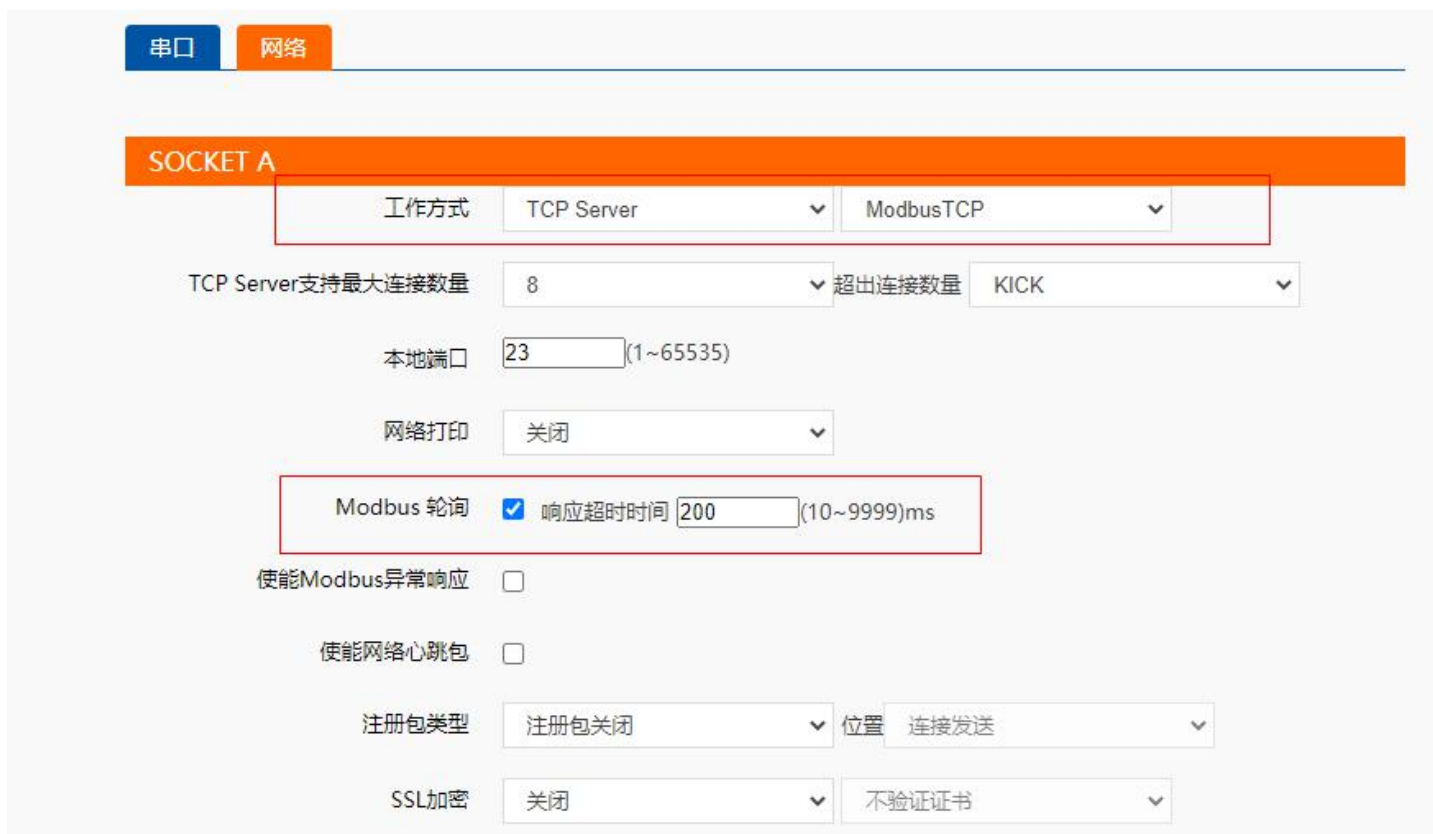 串口 网络
SOCKET A
工作方式 TCP Server ModbusTCP
TCP Server支持最大连接数量 8 超出连接数量 KICK
本地端口 23 (1~65535)
网络打印 关闭
Modbus 轮询 响应超时时间 200 (10~9999)ms
使能Modbus异常响应
使能网络心跳包
注册包类型 注册包关闭 位置 连接发送
SSL加密 关闭 不验证证书